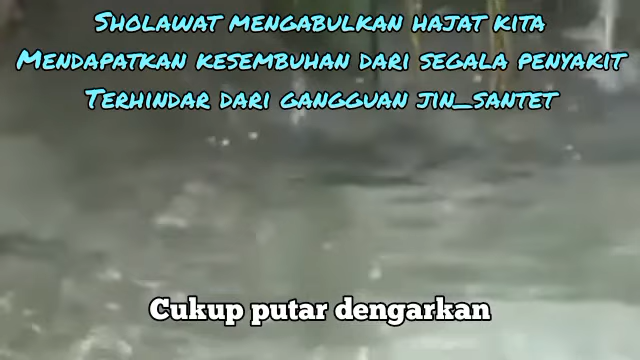 Sholawat mengabulkan hajat kita
Mendapatkan kesembuhan dari segala penyakit
Terhindar dari gangguan jin_santet
Cukup putar dengarkan